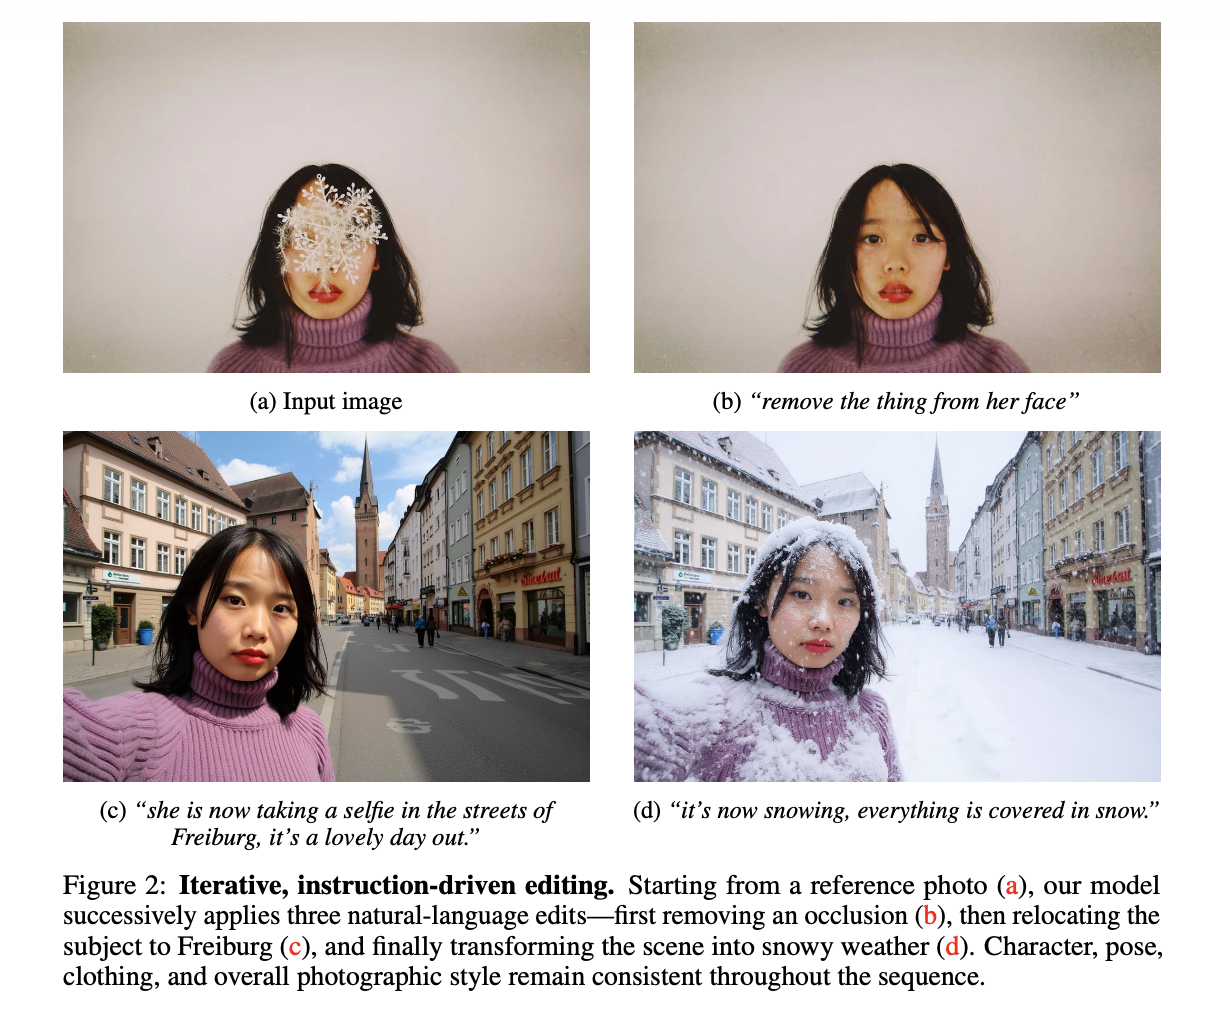 (a) Input image
(b) “remove the thing from her face”
(c) “she is now taking a selfie in the streets of
Freiburg, it’s a lovely day out.”
(d) “it’s now snowing, everything is covered in snow.”
Figure 2: Iterative, instruction-driven editing. Starting from a reference photo (a), our model
successively applies three natural-language edits—first removing an occlusion (b), then relocating the
subject to Freiburg (c), and finally transforming the scene into snowy weather (d). Character, pose,
clothing, and overall photographic style remain consistent throughout the sequence.